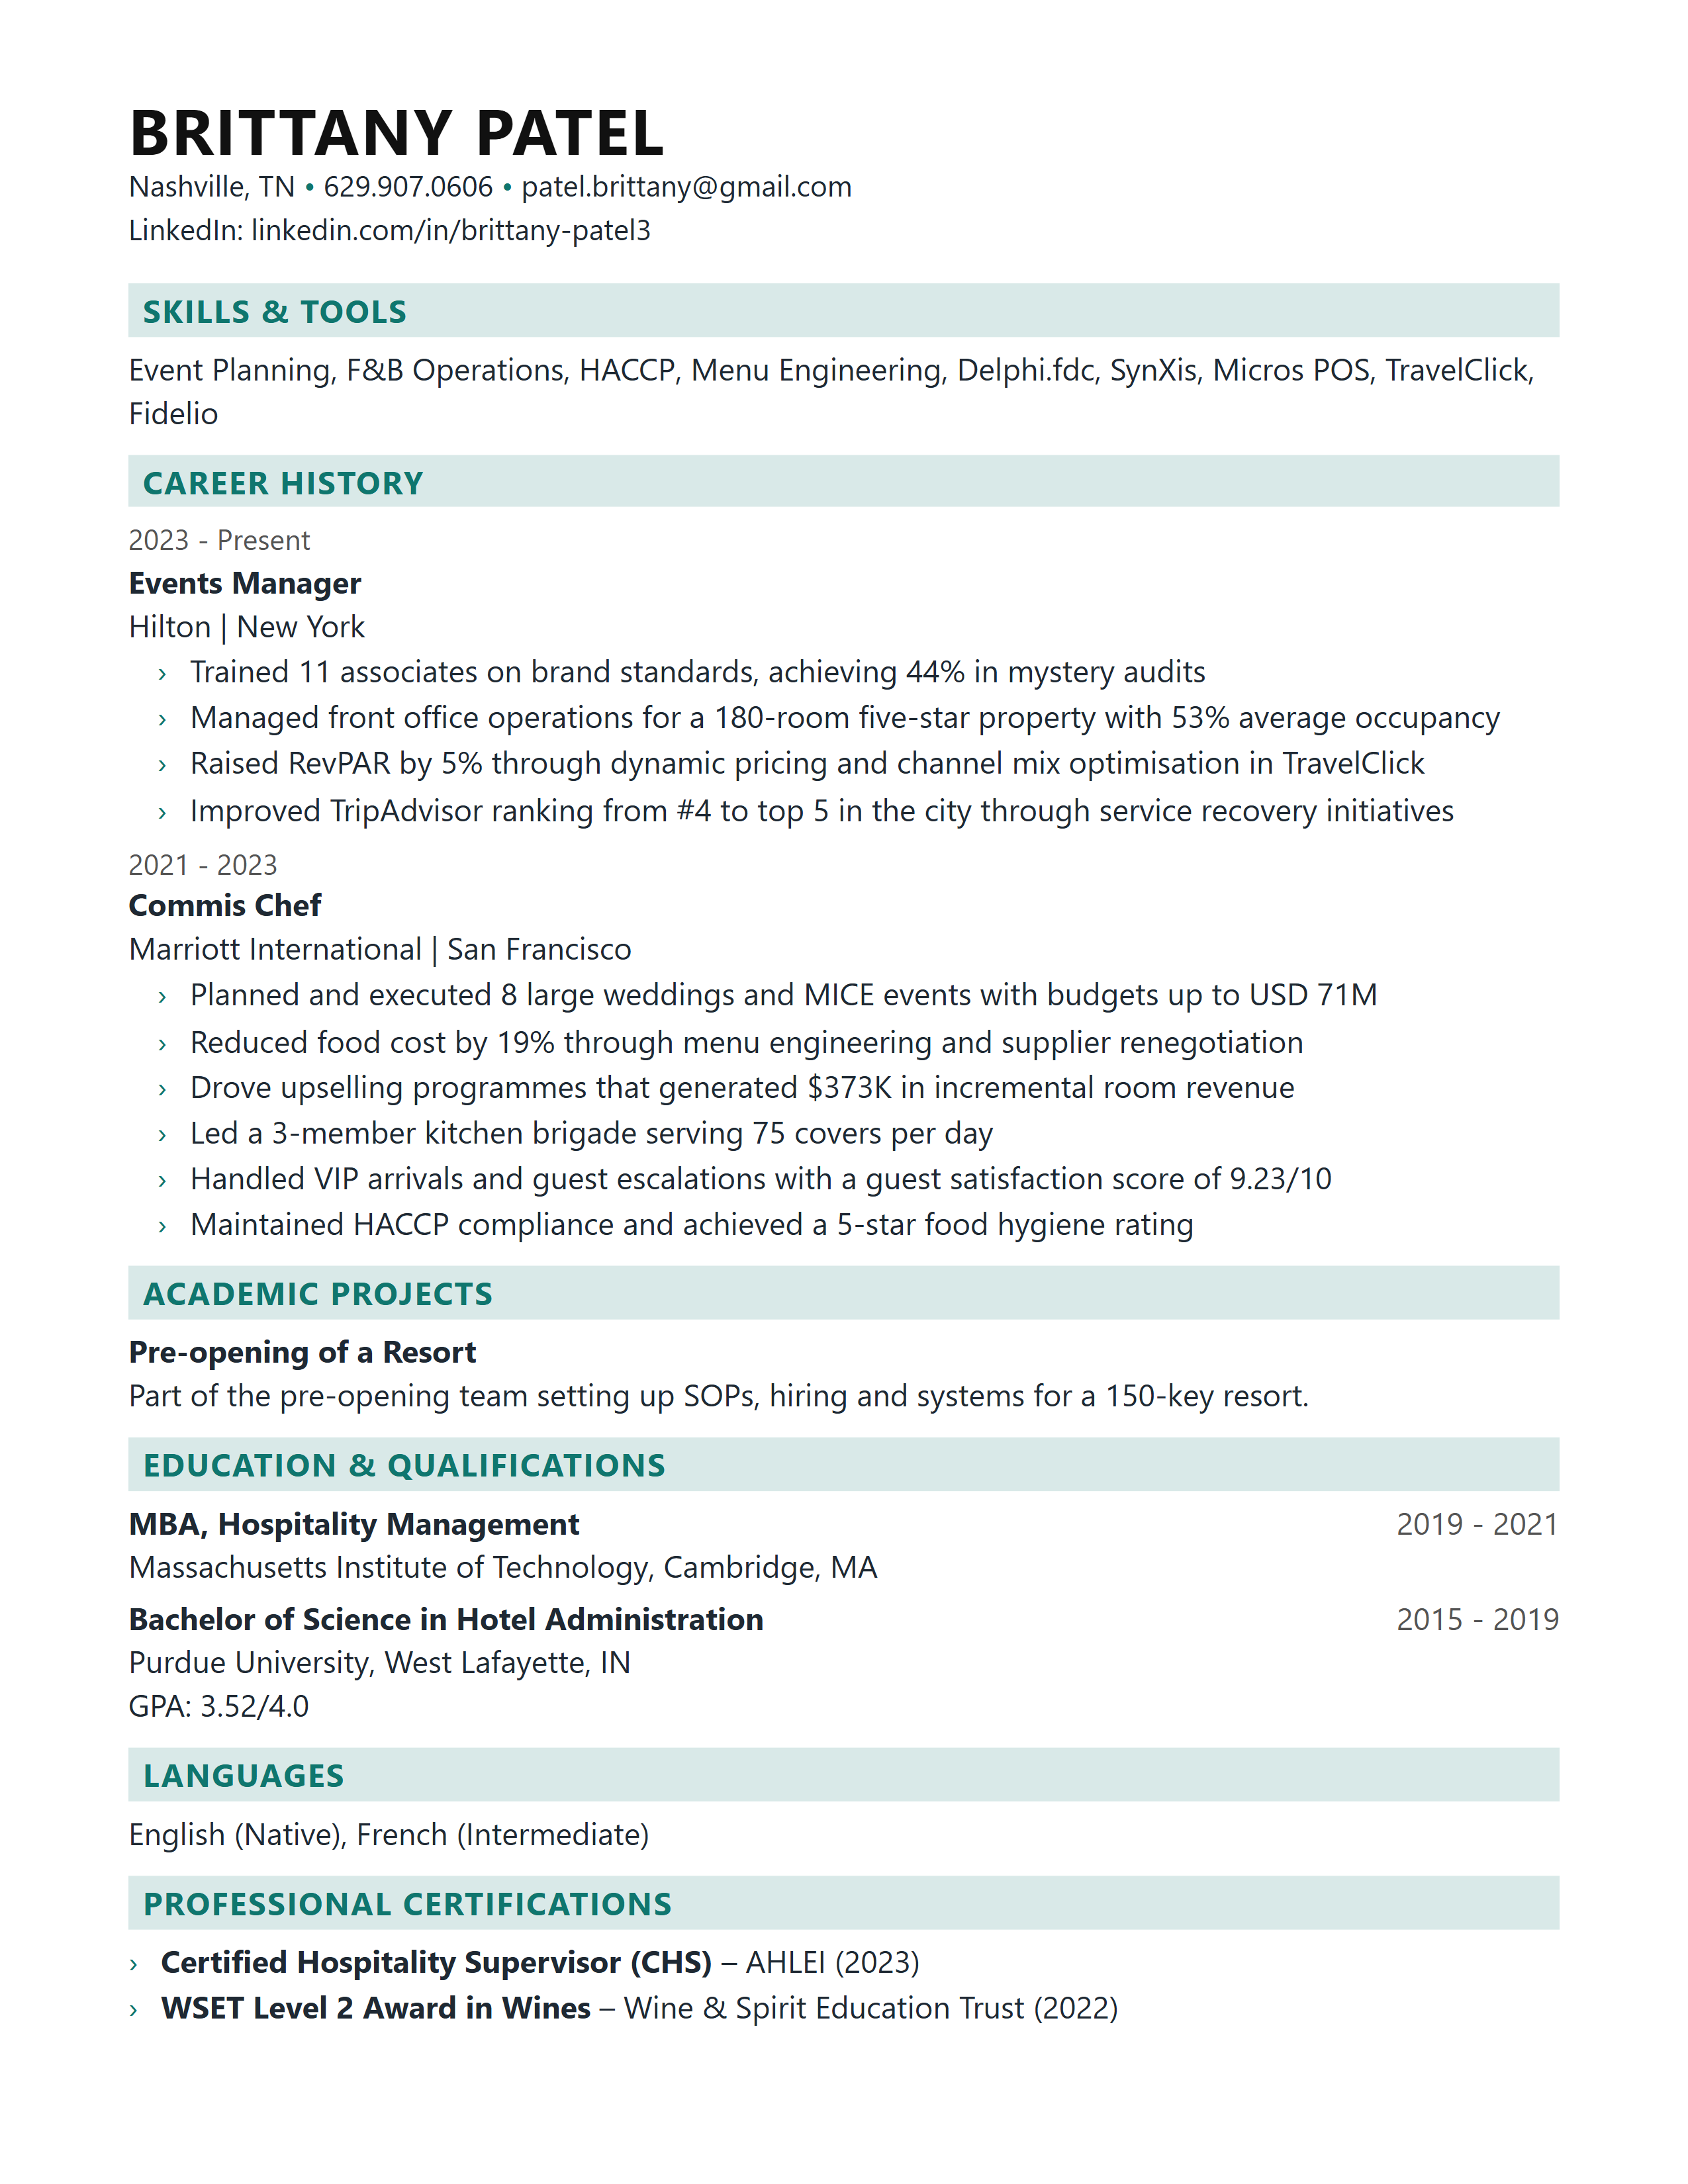 BRITTANY PATEL
Nashville, TN • 629.907.0606 • patel.brittany@gmail.com
LinkedIn: linkedin.com/in/brittany-patel3
SKILLS & TOOLS
Event Planning, F&B Operations, HACCP, Menu Engineering, Delphi.fdc, SynXis, Micros POS, TravelClick,
Fidelio
CAREER HISTORY
2023 - Present
Events Manager
Hilton | New York
› Trained 11 associates on brand standards, achieving 44% in mystery audits
› Managed front office operations for a 180-room five-star property with 53% average occupancy
› Raised RevPAR by 5% through dynamic pricing and channel mix optimisation in TravelClick
› Improved TripAdvisor ranking from #4 to top 5 in the city through service recovery initiatives
2021 - 2023
Commis Chef
Marriott International | San Francisco
› Planned and executed 8 large weddings and MICE events with budgets up to USD 71M
› Reduced food cost by 19% through menu engineering and supplier renegotiation
› Drove upselling programmes that generated $373K in incremental room revenue
› Led a 3-member kitchen brigade serving 75 covers per day
› Handled VIP arrivals and guest escalations with a guest satisfaction score of 9.23/10
› Maintained HACCP compliance and achieved a 5-star food hygiene rating
ACADEMIC PROJECTS
Pre-opening of a Resort
Part of the pre-opening team setting up SOPs, hiring and systems for a 150-key resort.
EDUCATION & QUALIFICATIONS
MBA, Hospitality Management 2019 - 2021
Massachusetts Institute of Technology, Cambridge, MA
Bachelor of Science in Hotel Administration 2015 - 2019
Purdue University, West Lafayette, IN
GPA: 3.52/4.0
LANGUAGES
English (Native), French (Intermediate)
PROFESSIONAL CERTIFICATIONS
› Certified Hospitality Supervisor (CHS) – AHLEI (2023)
› WSET Level 2 Award in Wines – Wine & Spirit Education Trust (2022)